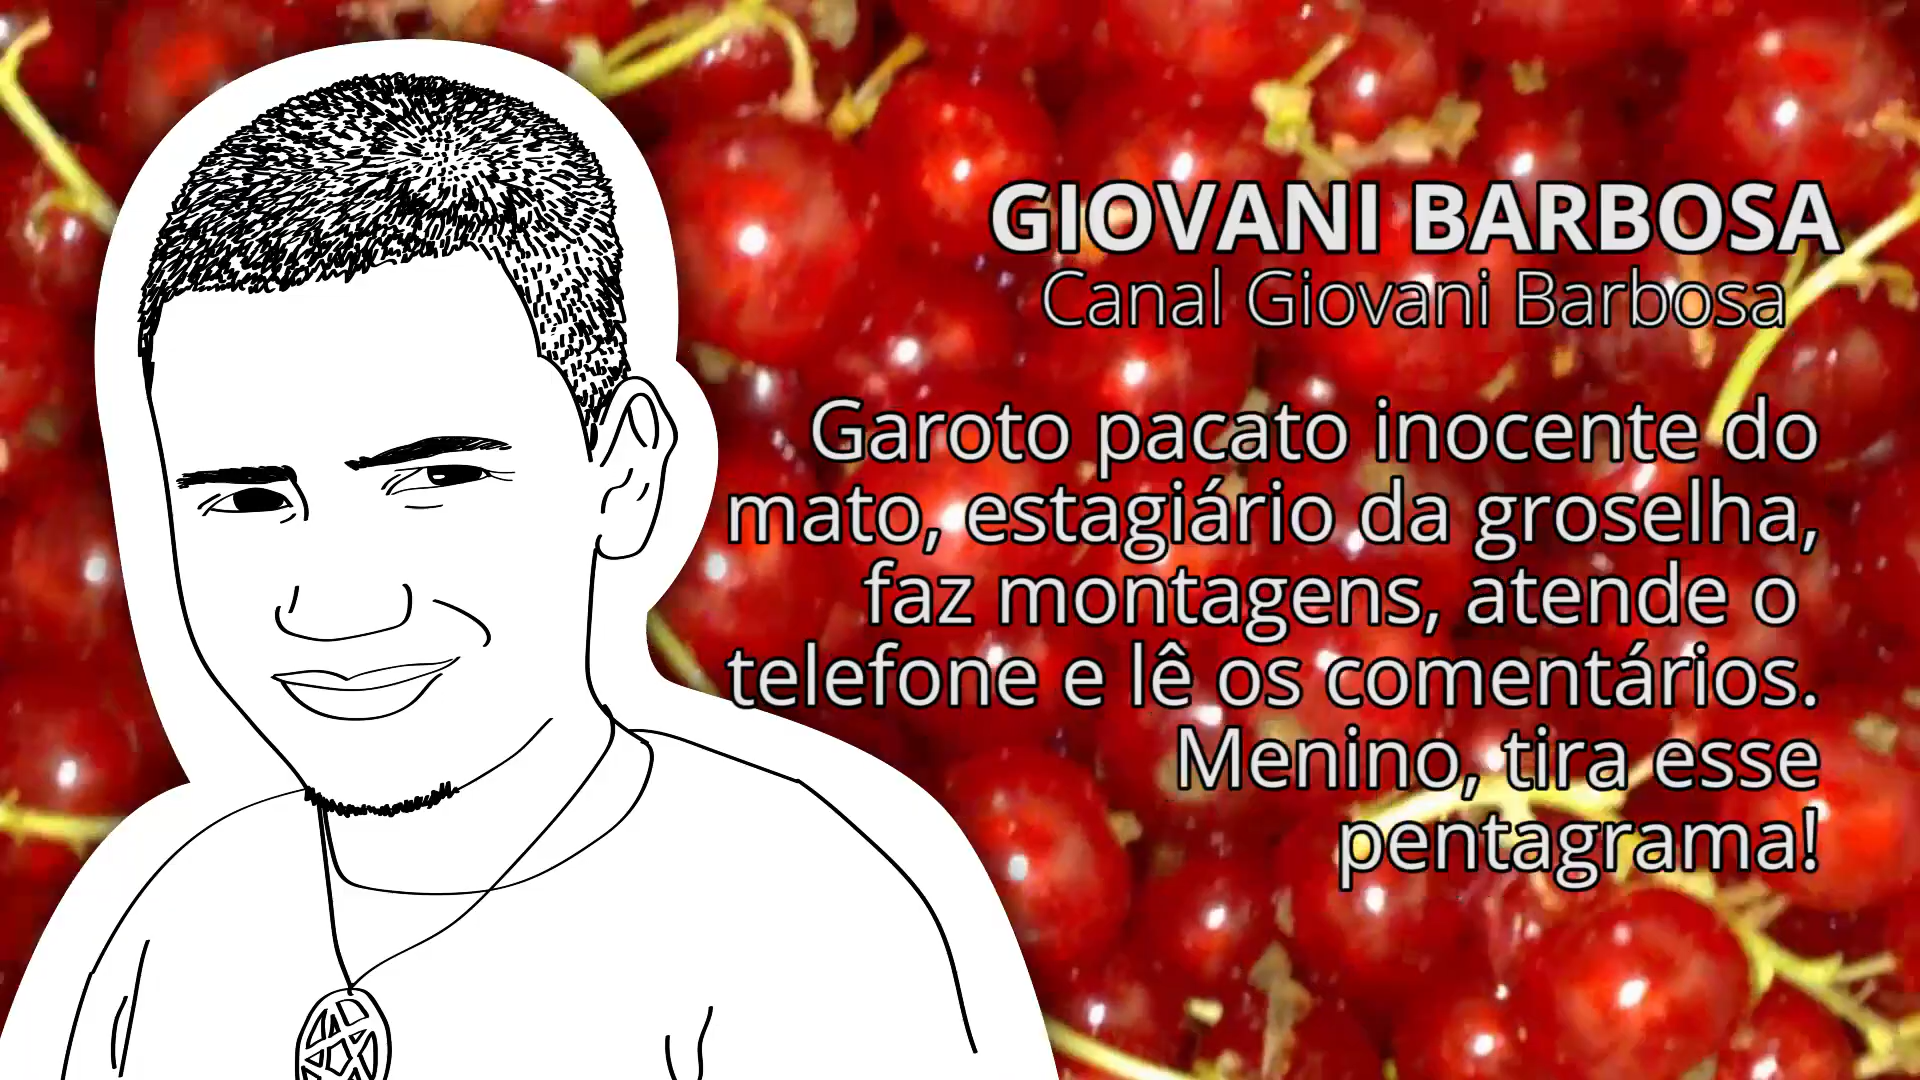 GIOVANI BARBOSA
Canal Giovani Barbosa
Garoto pacato inocente do
mato, estagiário da groselha,
faz montagens, atende o
telefone e lê os comentários.
Menino, tira esse
pentagrama!